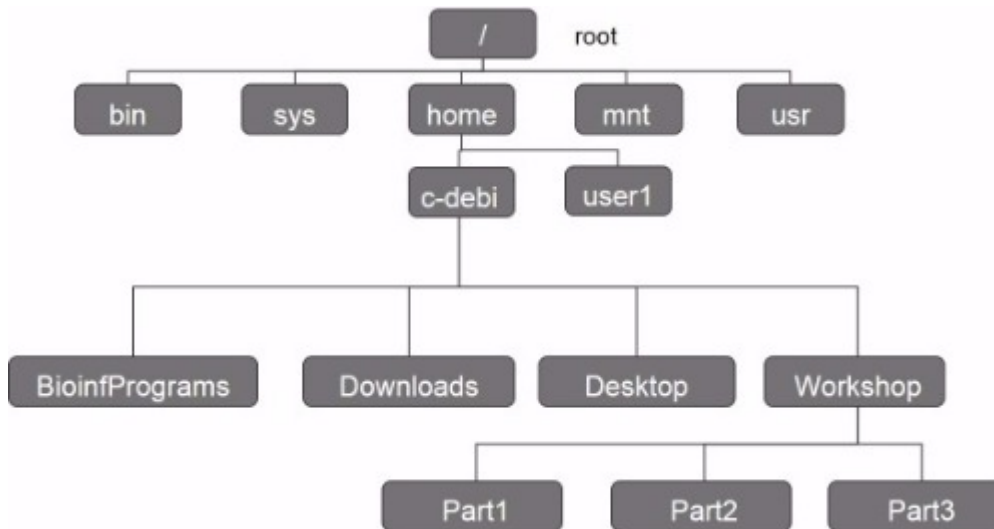 / root
bin sys home mnt usr
c-debi user1
BioinfPrograms Downloads Desktop Workshop
Part1 Part2 Part3